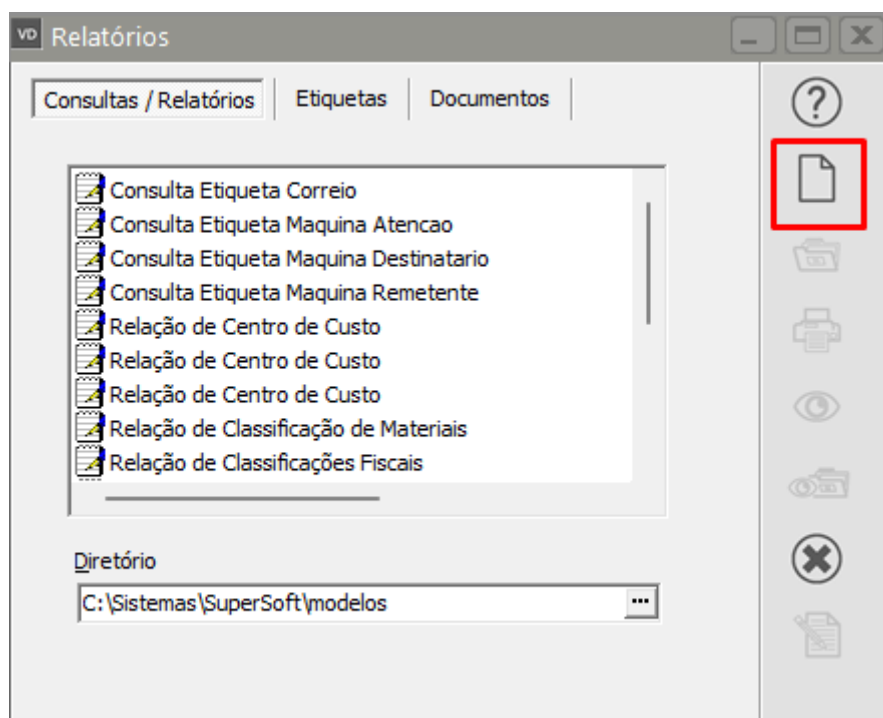 VD Relatórios
Consultas / Relatórios Etiquetas Documentos
?
Consulta Etiqueta Correio
Consulta Etiqueta Maquina Atencao
Consulta Etiqueta Maquina Destinatario
Consulta Etiqueta Maquina Remetente
Relação de Centro de Custo
Relação de Centro de Custo
Relação de Centro de Custo
Relação de Classificação de Materiais
Relação de Classificações Fiscais
Diretório
C:\Sistemas\SuperSoft\modelos ...